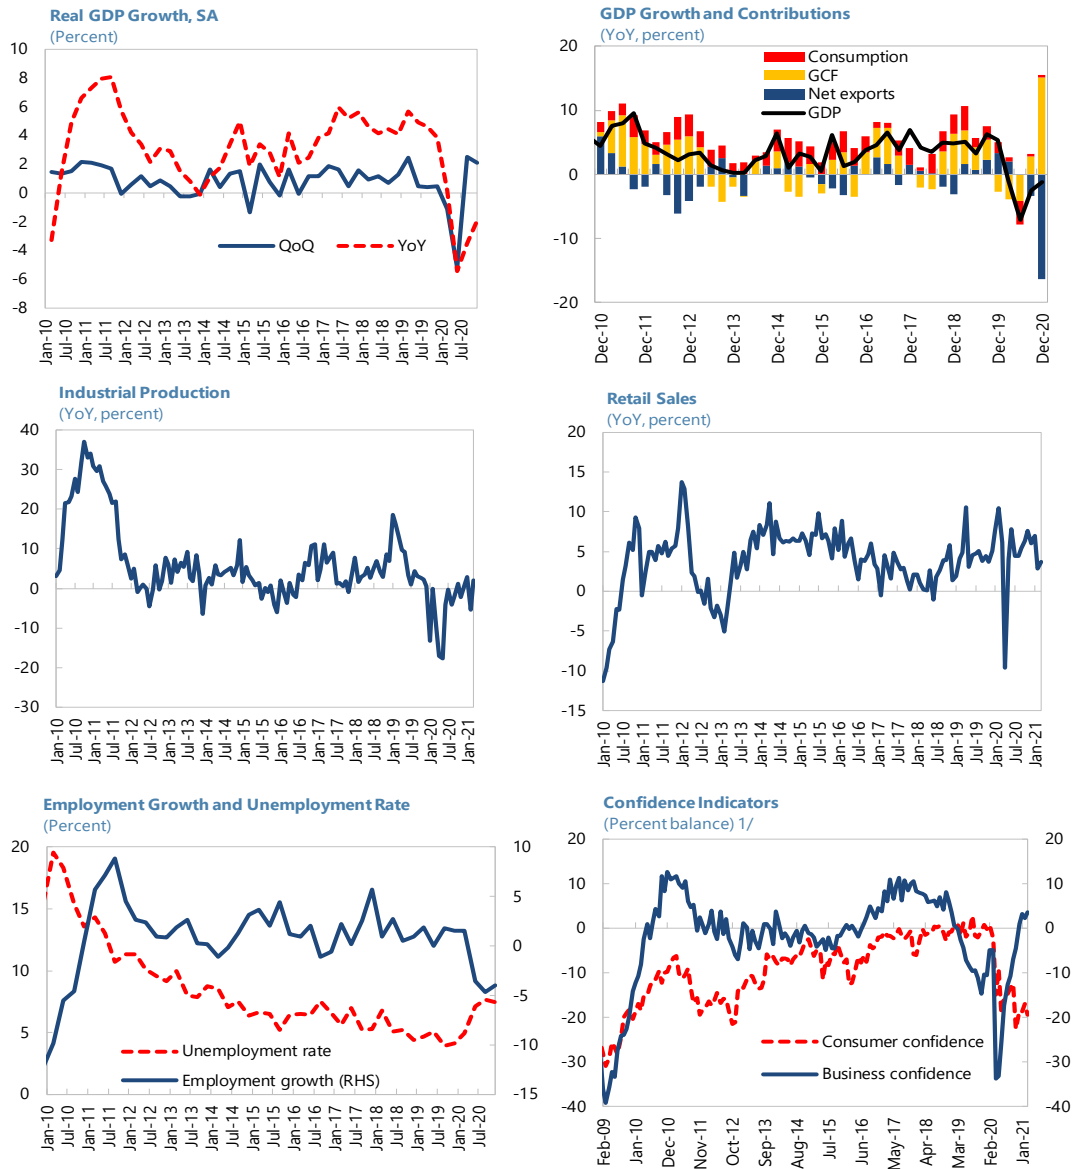 Real GDP Growth, SA
(Percent)
10
8
6
4
2
0
-2
-4
-6
-8
QoQ
YoY
Jan-10
Jul-10
Jan-11
Jul-11
Jan-12
Jul-12
Jan-13
Jul-13
Jan-14
Jul-14
Jan-15
Jul-15
Jan-16
Jul-16
Jan-17
Jul-17
Jan-18
Jul-18
Jan-19
Jul-19
Jan-20
Jul-20
GDP Growth and Contributions
(YoY, percent)
20
10
0
-10
-20
Consumption
GCF
Net exports
GDP
Dec-10
Dec-11
Dec-12
Dec-13
Dec-14
Dec-15
Dec-16
Dec-17
Dec-18
Dec-19
Dec-20
Industrial Production
(YoY, percent)
40
30
20
10
0
-10
-20
-30
Jan-10
Jul-10
Jan-11
Jul-11
Jan-12
Jul-12
Jan-13
Jul-13
Jan-14
Jul-14
Jan-15
Jul-15
Jan-16
Jul-16
Jan-17
Jul-17
Jan-18
Jul-18
Jan-19
Jul-19
Jan-20
Jul-20
Jan-21
Retail Sales
(YoY, percent)
20
15
10
5
0
-5
-10
-15
Jan-10
Jul-10
Jan-11
Jul-11
Jan-12
Jul-12
Jan-13
Jul-13
Jan-14
Jul-14
Jan-15
Jul-15
Jan-16
Jul-16
Jan-17
Jul-17
Jan-18
Jul-18
Jan-19
Jul-19
Jan-20
Jul-20
Jan-21
Employment Growth and Unemployment Rate
(Percent)
20
15
10
5
0
10
5
0
-5
-10
-15
Unemployment rate
Employment growth (RHS)
Jan-10
Jul-10
Jan-11
Jul-11
Jan-12
Jul-12
Jan-13
Jul-13
Jan-14
Jul-14
Jan-15
Jul-15
Jan-16
Jul-16
Jan-17
Jul-17
Jan-18
Jul-18
Jan-19
Jul-19
Jan-20
Jul-20
Confidence Indicators
(Percent balance) 1/
20
10
0
-10
-20
-30
-40
20
10
0
-10
-20
-30
-40
Consumer confidence
Business confidence
Feb-09
Jan-10
Dec-10
Nov-11
Oct-12
Sep-13
Aug-14
Jul-15
Jun-16
May-17
Apr-18
Mar-19
Feb-20
Jan-21